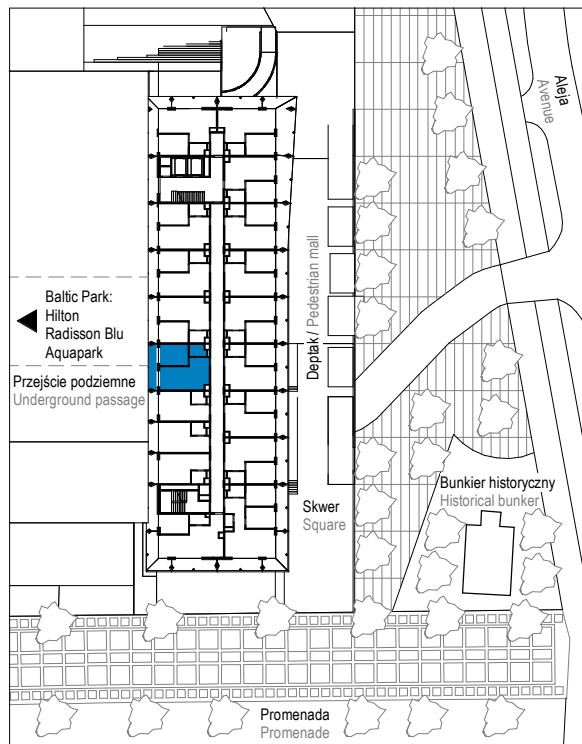 Aleja
Avenue
Baltic Park:
Hilton
Radisson Blu
Aquapark
Deptak / Pedestrian mall
Przejście podziemne
Underground passage
Bunkier historyczny
Historical bunker
Skwer
Square
Promenada
Promenade